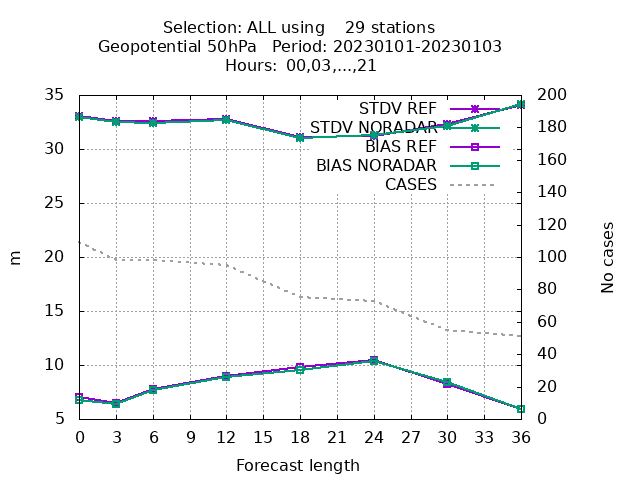 Selection: ALL using    29 stations
Geopotential 50hPa   Period: 20230101-20230103
Hours: 00,03,...,21
35
30
25
20
15
10
5
200
180
160
140
120
100
80
60
40
20
0
m
No cases
STDV REF
STDV NORADAR
BIAS REF
BIAS NORADAR
CASES
0 3 6 9 12 15 18 21 24 27 30 33 36
Forecast length